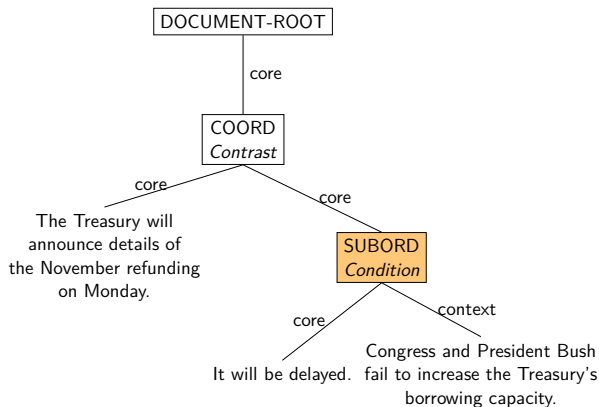 DOCUMENT-ROOT
core
COORD
Contrast
core
core
The Treasury will
announce details of
the November refunding
on Monday.
SUBORD
Condition
core
context
It will be delayed.
Congress and President Bush
fail to increase the Treasury's
borrowing capacity.